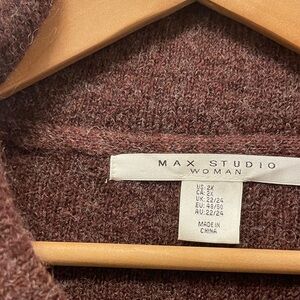 MAX STUDIO
WOMAN
US: 2X
CA: 2X
UK: 22/24
EU: 48/50
AU: 22/24
MADE IN
CHINA